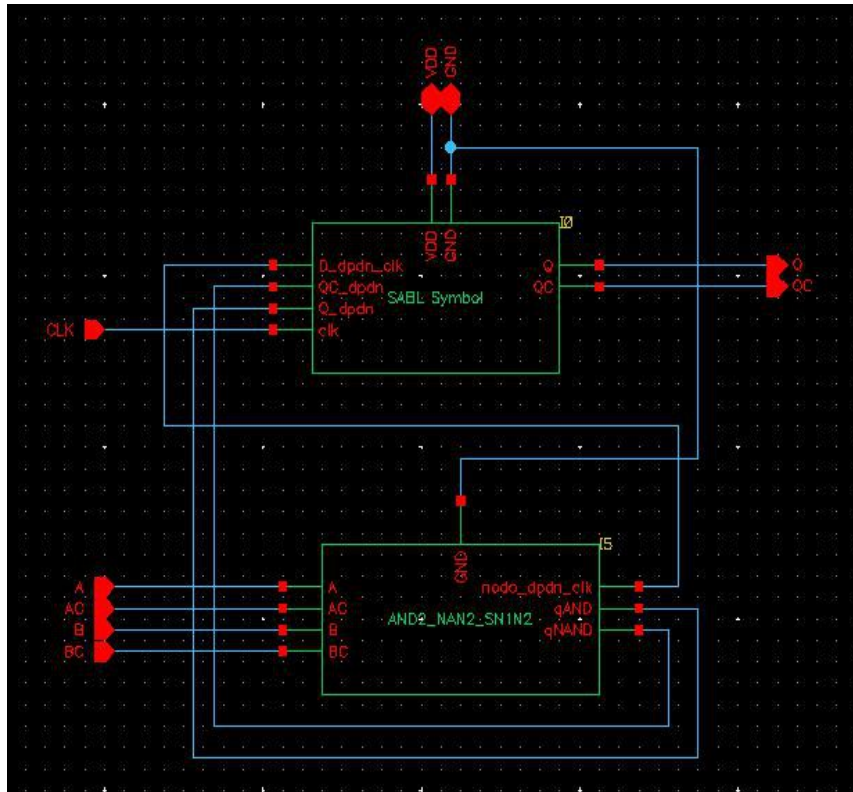 VDD
GND
I0
VDD
GND
D_dpdn_clk
QC_dpdn
Q_dpdn
clk
SABL Symbol
Q
QC
Q
QC
CLK
I5
GND
A
AC
B
BC
A
AC
B
BC
AND2_NAN2_SN1N2
nodo_dpdn_clk
qAND
qNAND